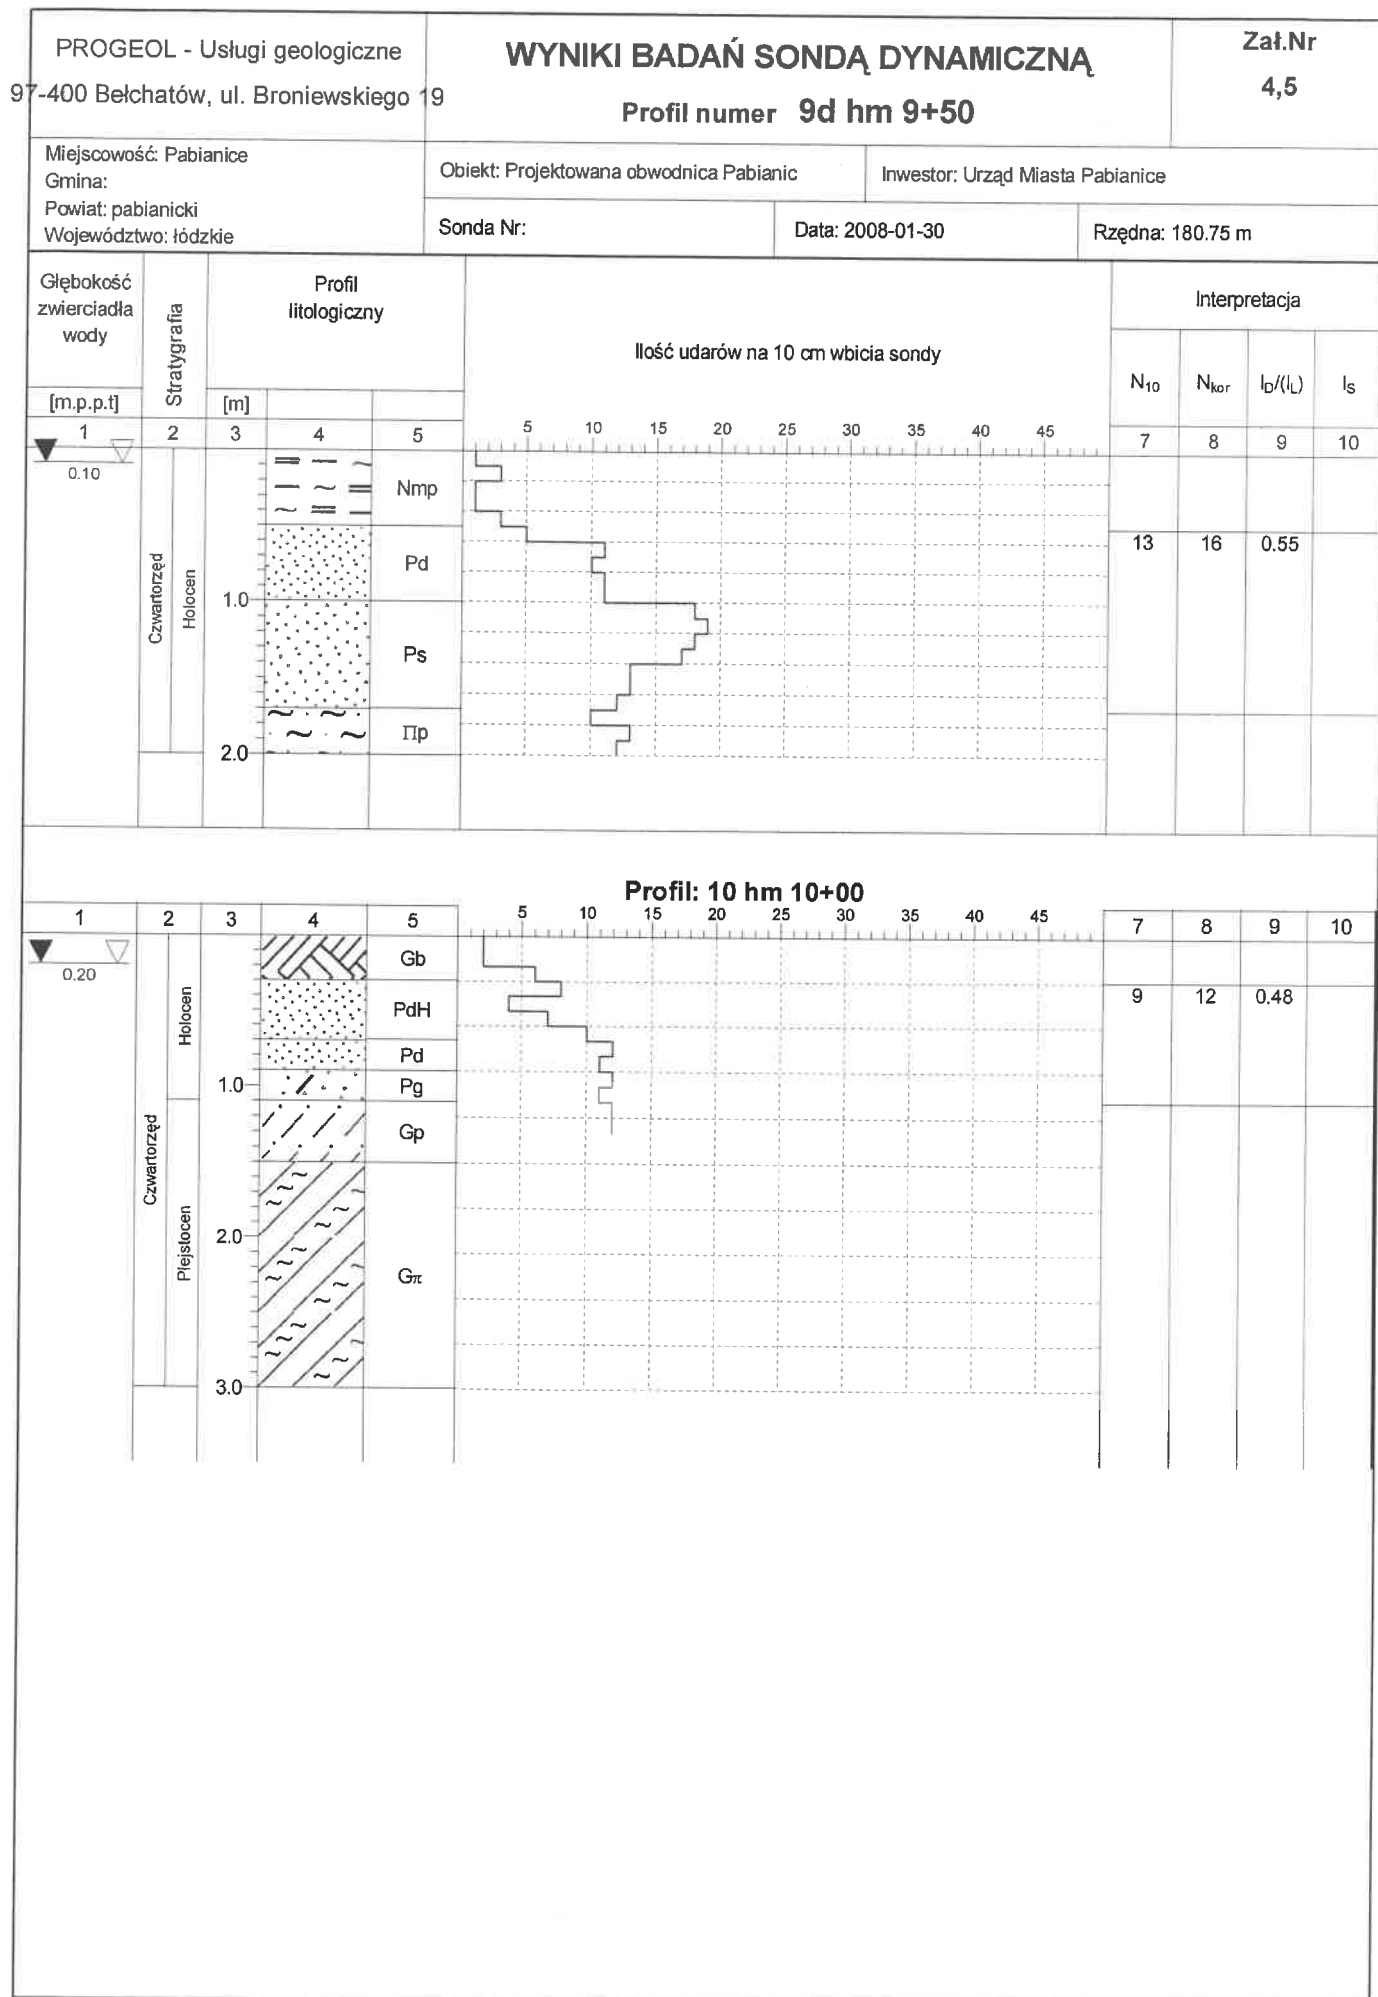 PROGEOL - Usługi geologiczne
97-400 Bełchatów, ul. Broniewskiego 19
WYNIKI BADAŃ SONDĄ DYNAMICZNĄ
Profil numer 9d hm 9+50
Zał.Nr
4,5
Miejscowość: Pabianice
Gmina:
Powiat: pabianicki
Województwo: łódzkie
Obiekt: Projektowana obwodnica Pabianic
Inwestor: Urząd Miasta Pabianice
Sonda Nr:
Data: 2008-01-30
Rzędna: 180.75 m
Głębokość
zwierciadła
wody
[m.p.p.t]
Stratygrafia
Profil
litologiczny
[m]
Ilość udarów na 10 cm wbicia sondy
Interpretacja
N10 Nkor ID/(IL) IS
1 2 3 4 5
5 10 15 20 25 30 35 40 45
7 8 9 10
0.10
Czwartorzęd
Holocen
1.0
2.0
Nmp
Pd
Ps
Πp
13 16 0.55
Profil: 10 hm 10+00
1 2 3 4 5
5 10 15 20 25 30 35 40 45
7 8 9 10
0.20
Czwartorzęd
Holocen
Plejstocen
1.0
2.0
3.0
Gb
PdH
Pd
Pg
Gp
Gπ
9 12 0.48